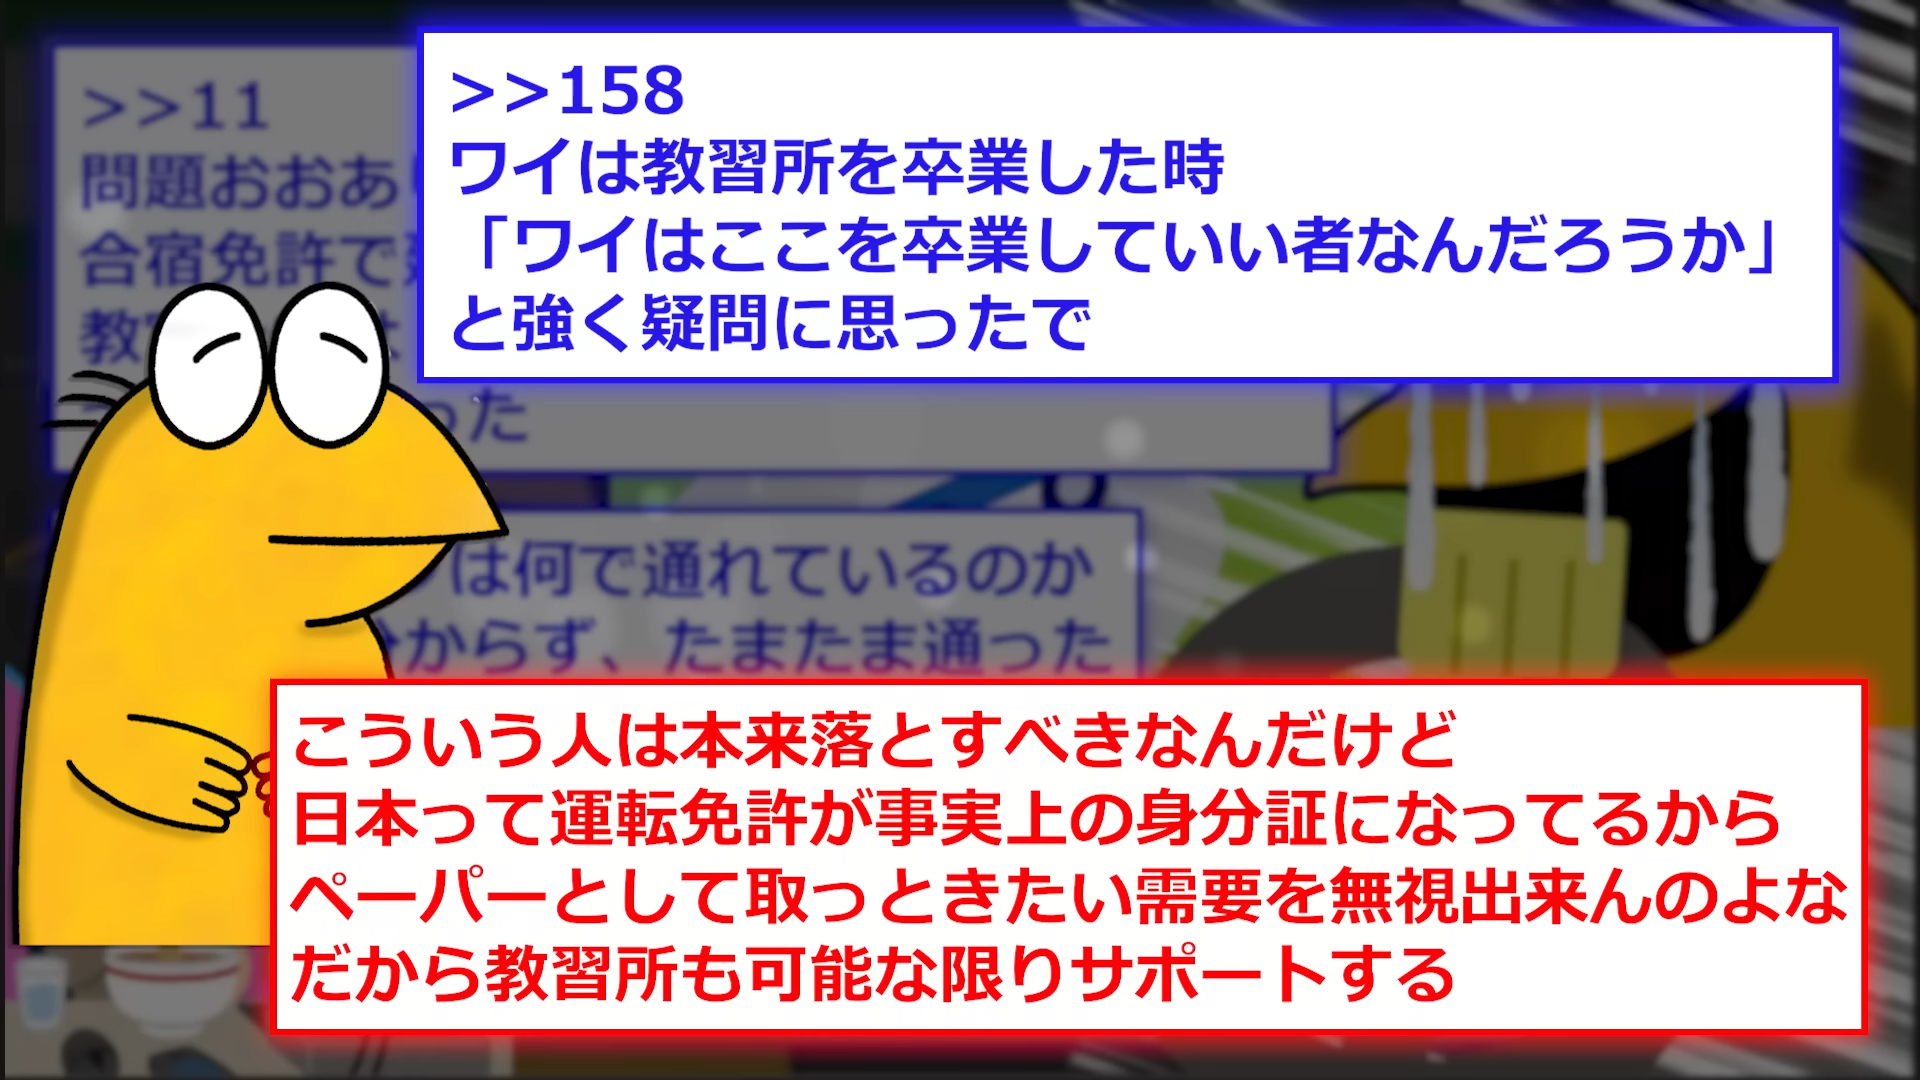 >>11
問題おおあ
合宿免許で
った
>>158
ワイは教習所を卒業した時
「ワイはここを卒業していい者なんだろうか」
と強く疑問に思ったで
は何で通れているのか
分からず、たまたま通った
こういう人は本来落とすべきなんだけど
日本って運転免許が事実上の身分証になってるから
ペーパーとして取っときたい需要を無視出来んのよな
だから教習所も可能な限りサポートする